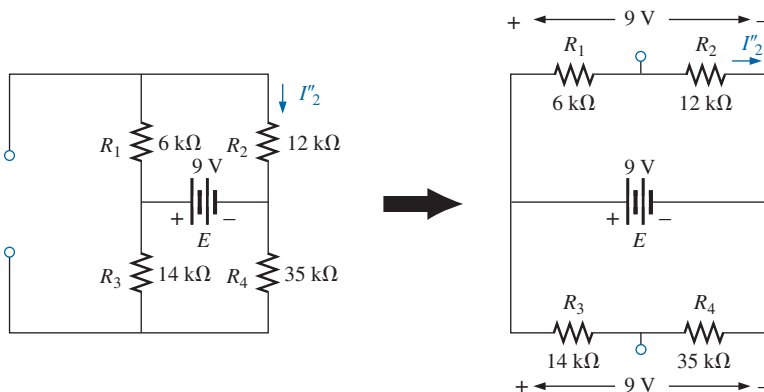 + 9 V −
R1 R2 I″2
6 kΩ 12 kΩ
I″2
R1 6 kΩ R2 12 kΩ
9 V
+ −
E
R3 14 kΩ R4 35 kΩ
9 V
+ −
E
R3 R4
14 kΩ 35 kΩ
+ 9 V −